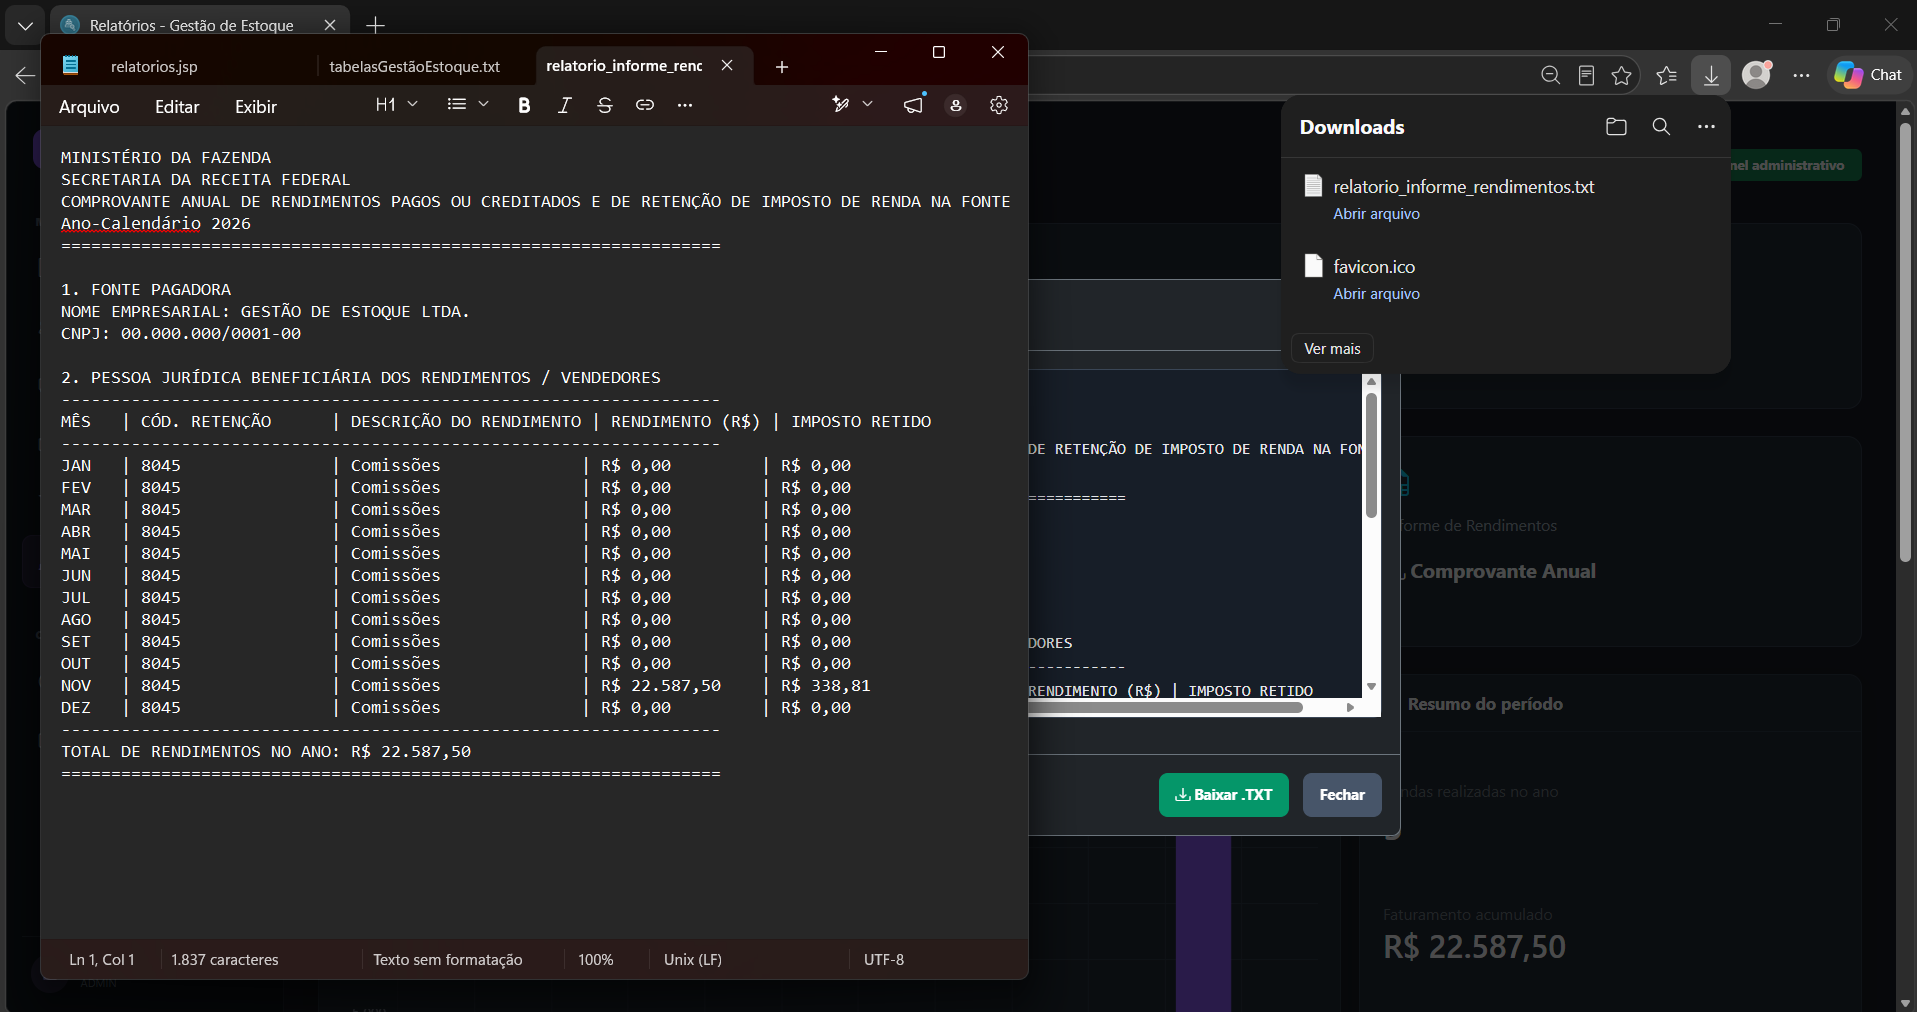 Relatórios - Gestão de Estoque
relatorios.jsp
tabelasGestãoEstoque.txt
relatorio_informe_renc
Arquivo
Editar
Exibir
H1
Chat
MINISTÉRIO DA FAZENDA
SECRETARIA DA RECEITA FEDERAL
COMPROVANTE ANUAL DE RENDIMENTOS PAGOS OU CREDITADOS E DE RETENÇÃO DE IMPOSTO DE RENDA NA FONTE
Ano-Calendário 2026
==================================================================
1. FONTE PAGADORA
NOME EMPRESARIAL: GESTÃO DE ESTOQUE LTDA.
CNPJ: 00.000.000/0001-00
2. PESSOA JURÍDICA BENEFICIÁRIA DOS RENDIMENTOS / VENDEDORES
------------------------------------------------------------------
MÊS | CÓD. RETENÇÃO | DESCRIÇÃO DO RENDIMENTO | RENDIMENTO (R$) | IMPOSTO RETIDO
------------------------------------------------------------------
JAN | 8045 | Comissões | R$ 0,00 | R$ 0,00
FEV | 8045 | Comissões | R$ 0,00 | R$ 0,00
MAR | 8045 | Comissões | R$ 0,00 | R$ 0,00
ABR | 8045 | Comissões | R$ 0,00 | R$ 0,00
MAI | 8045 | Comissões | R$ 0,00 | R$ 0,00
JUN | 8045 | Comissões | R$ 0,00 | R$ 0,00
JUL | 8045 | Comissões | R$ 0,00 | R$ 0,00
AGO | 8045 | Comissões | R$ 0,00 | R$ 0,00
SET | 8045 | Comissões | R$ 0,00 | R$ 0,00
OUT | 8045 | Comissões | R$ 0,00 | R$ 0,00
NOV | 8045 | Comissões | R$ 22.587,50 | R$ 338,81
DEZ | 8045 | Comissões | R$ 0,00 | R$ 0,00
------------------------------------------------------------------
TOTAL DE RENDIMENTOS NO ANO: R$ 22.587,50
==================================================================
Ln 1, Col 1
1.837 caracteres
Texto sem formatação
100%
Unix (LF)
UTF-8
ADMIN
Downloads
relatorio_informe_rendimentos.txt
Abrir arquivo
favicon.ico
Abrir arquivo
Ver mais
nel administrativo
DE RETENÇÃO DE IMPOSTO DE RENDA NA FON
===========
DORES
-----------
RENDIMENTO (R$) | IMPOSTO RETIDO
Baixar .TXT
Fechar
forme de Rendimentos
Comprovante Anual
Resumo do período
ndas realizadas no ano
Faturamento acumulado
R$ 22.587,50